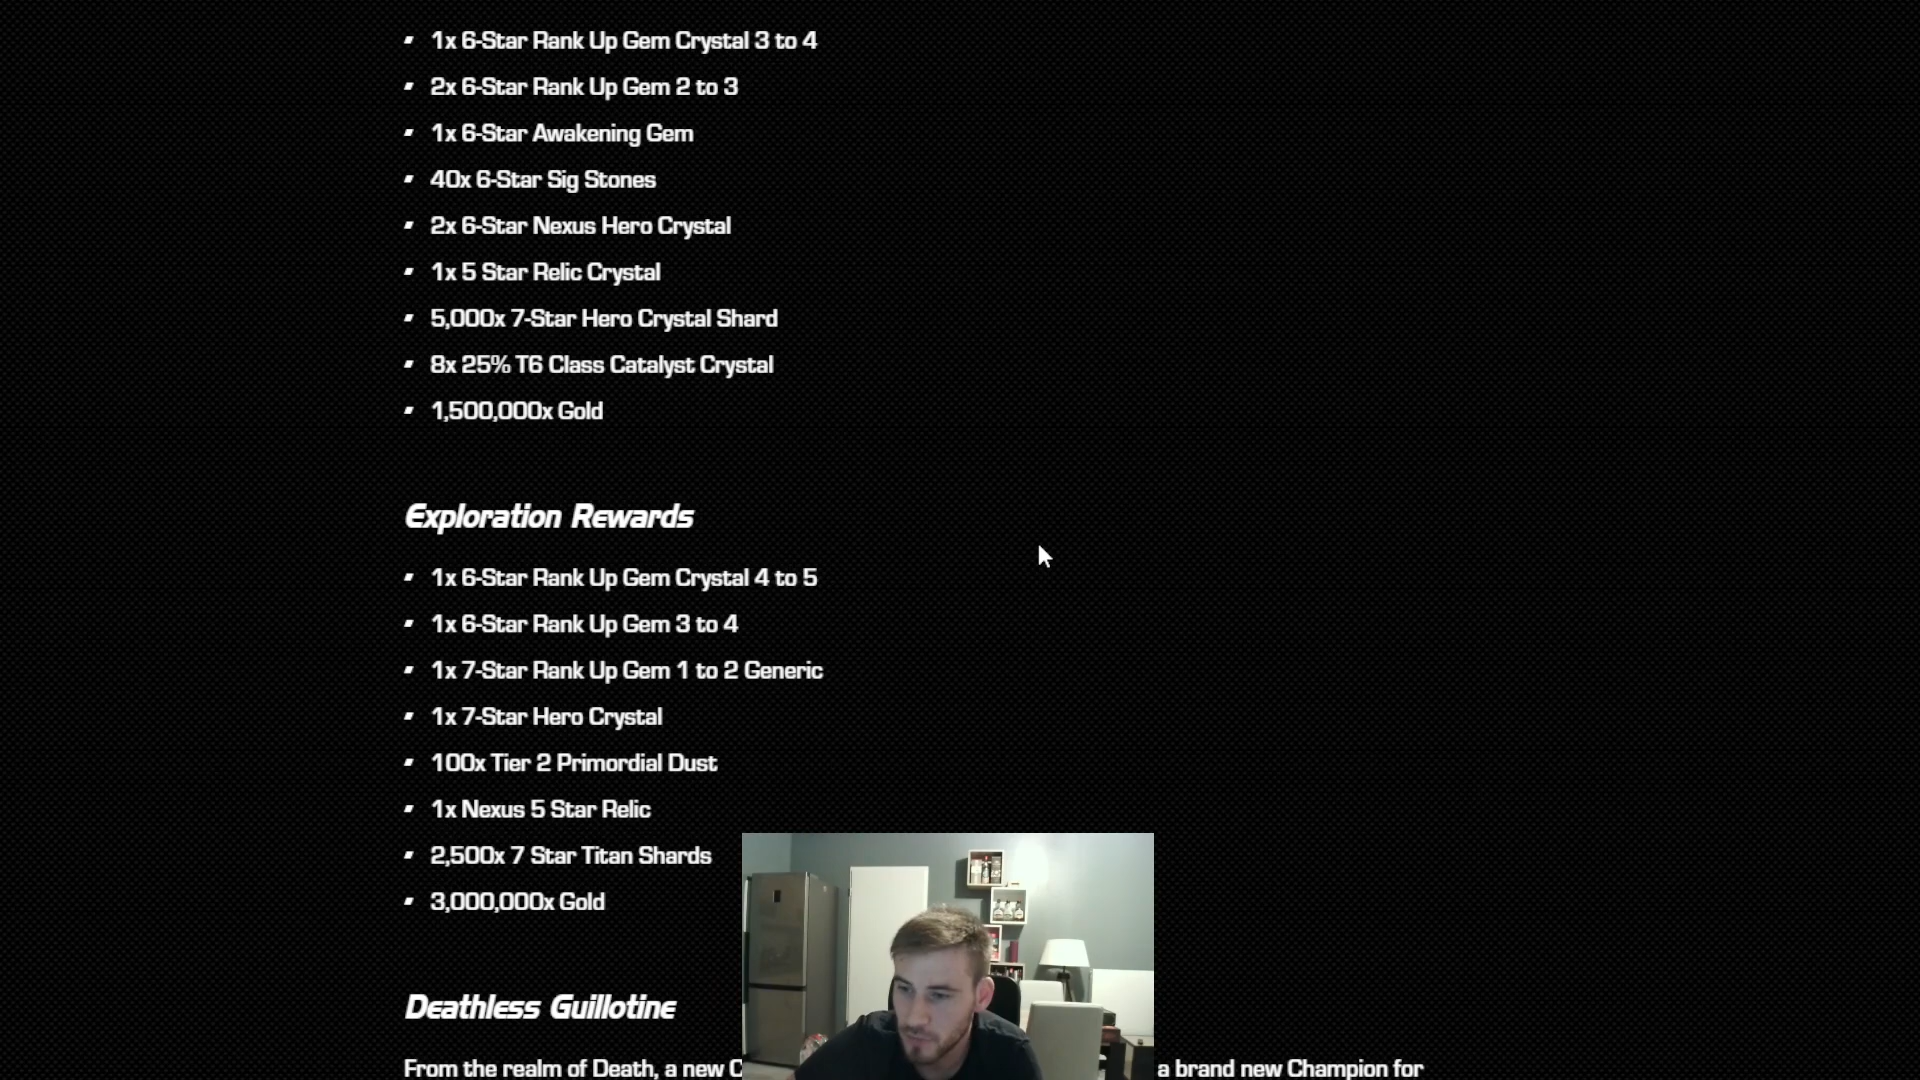 1x 6-Star Rank Up Gem Crystal 3 to 4
2x 6-Star Rank Up Gem 2 to 3
1x 6-Star Awakening Gem
40x 6-Star Sig Stones
2x 6-Star Nexus Hero Crystal
1x 5 Star Relic Crystal
5,000x 7-Star Hero Crystal Shard
8x 25% T6 Class Catalyst Crystal
1,500,000x Gold
Exploration Rewards
1x 6-Star Rank Up Gem Crystal 4 to 5
1x 6-Star Rank Up Gem 3 to 4
1x 7-Star Rank Up Gem 1 to 2 Generic
1x 7-Star Hero Crystal
100x Tier 2 Primordial Dust
1x Nexus 5 Star Relic
2,500x 7 Star Titan Shards
3,000,000x Gold
Deathless Guillotine
From the realm of Death, a new a brand new Champion for